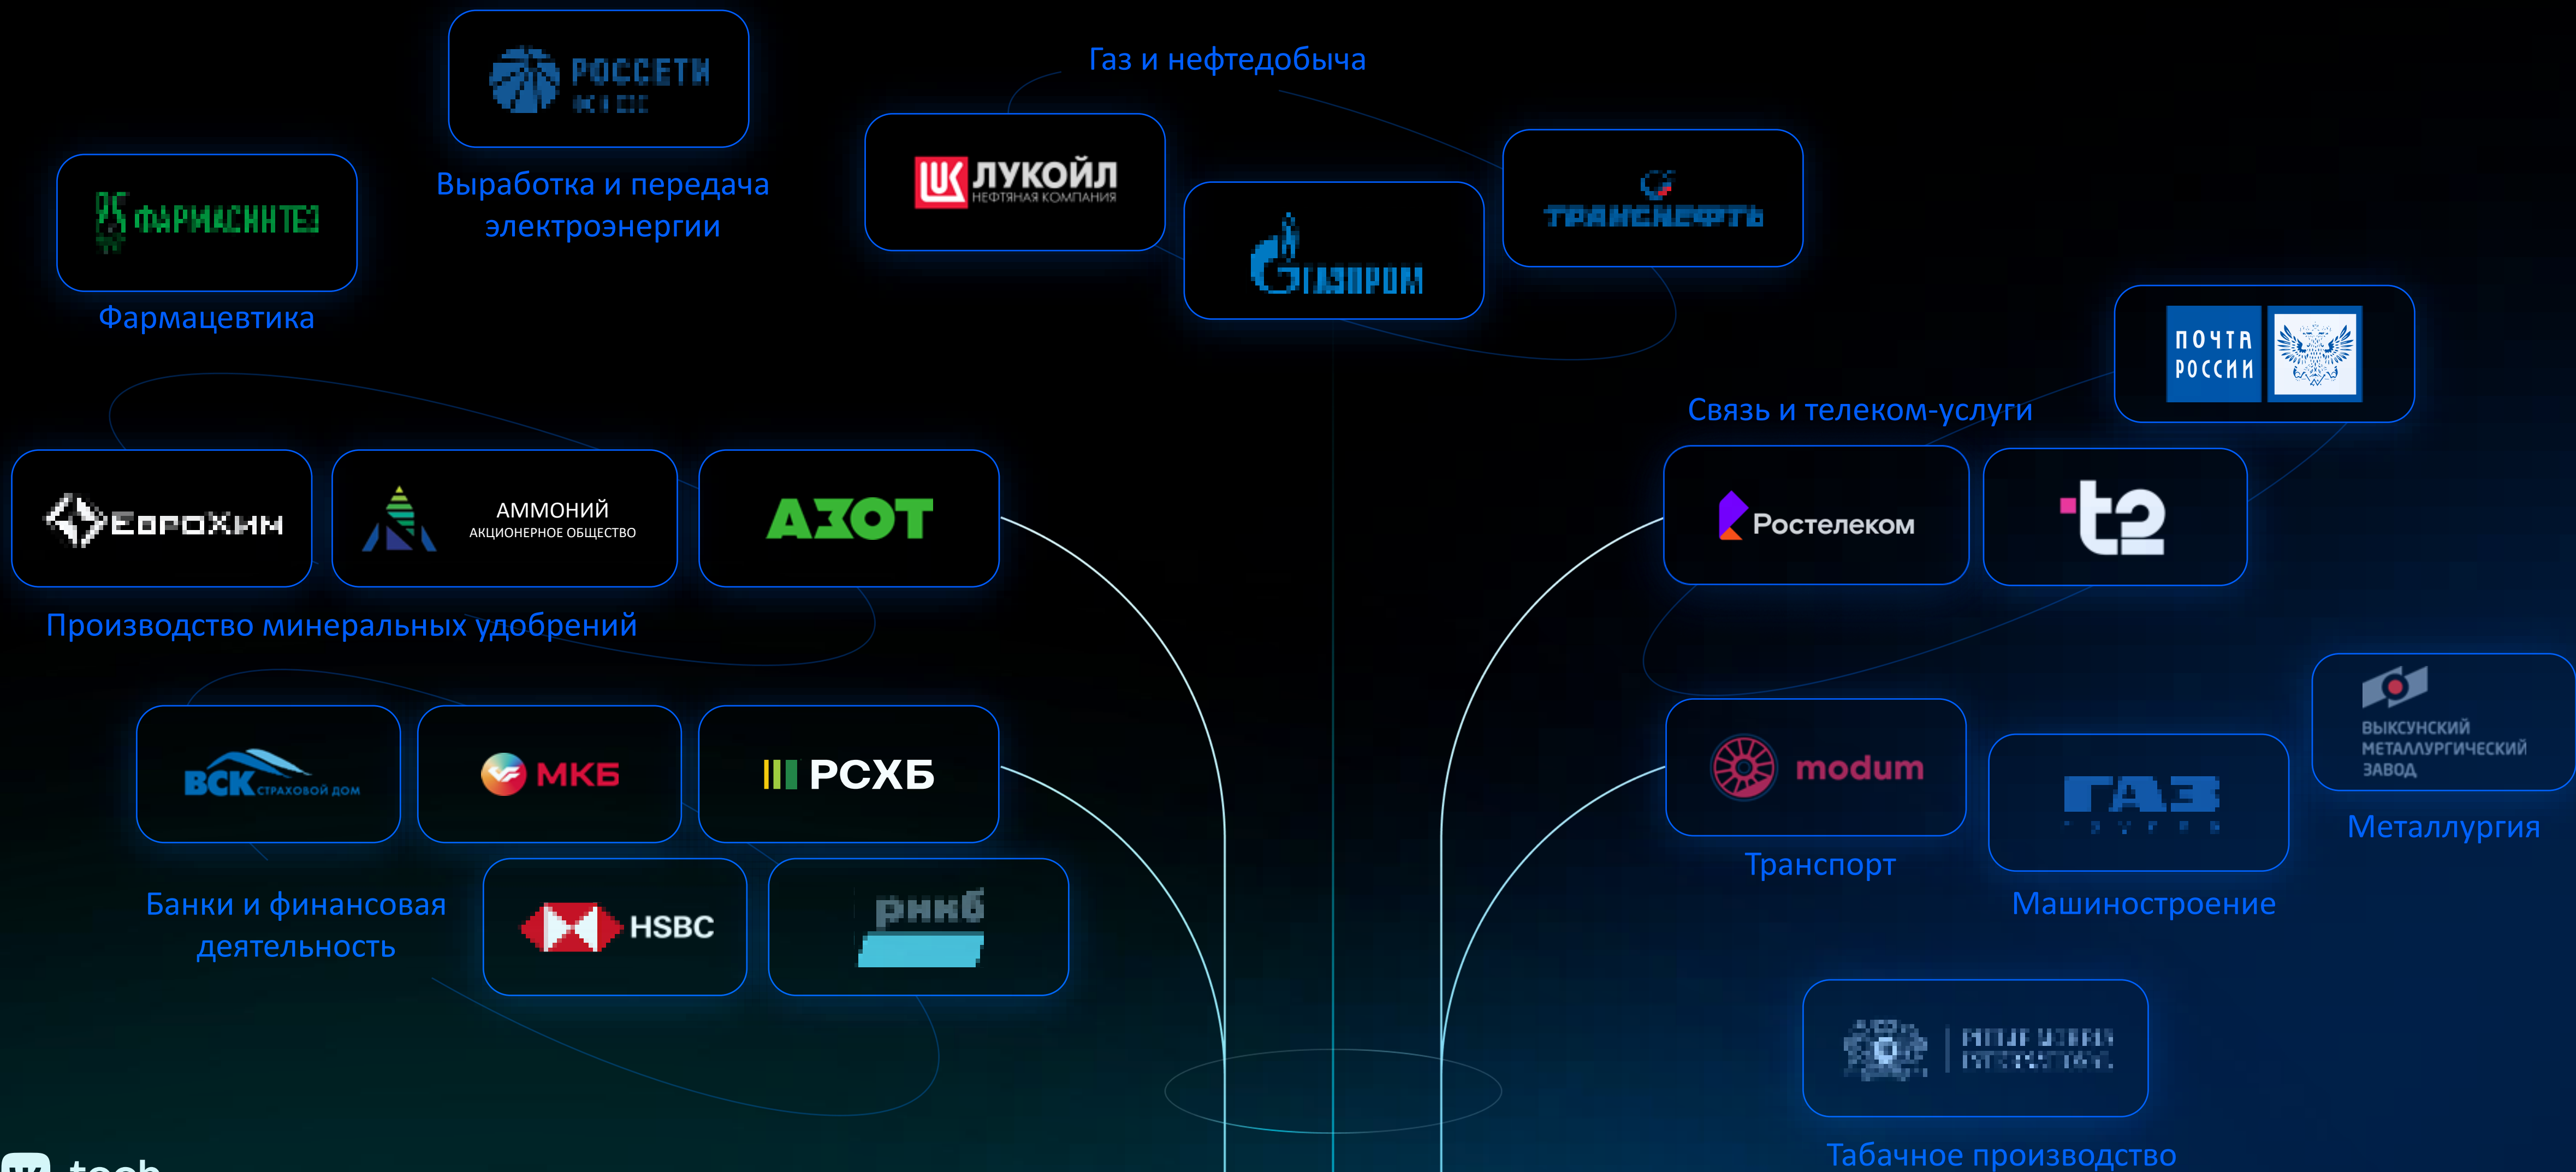 РОССЕТИ
Выработка и передача
электроэнергии
Газ и нефтедобыча
ЛУКОЙЛ
НЕФТЯНАЯ КОМПАНИЯ
ГАЗПРОМ
ТРАНСНЕФТЬ
ФАРМАСИНТЕЗ
Фармацевтика
ПОЧТА
РОССИИ
Связь и телеком-услуги
Ростелеком
t2
ЕвроХим
АММОНИЙ
АКЦИОНЕРНОЕ ОБЩЕСТВО
АЗОТ
Производство минеральных удобрений
ВСК СТРАХОВОЙ ДОМ
МКБ
РСХБ
HSBC
рнкб
Банки и финансовая
деятельность
modum
Транспорт
ГАЗ
Машиностроение
ВЫКСУНСКИЙ
МЕТАЛЛУРГИЧЕСКИЙ
ЗАВОД
Металлургия
Табачное производство
tech